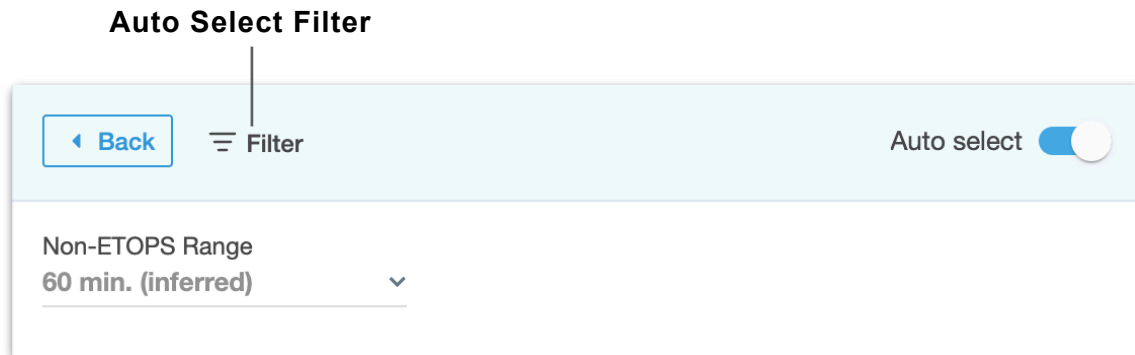 Auto Select Filter
Back
Filter
Auto select
Non-ETOPS Range
60 min. (inferred)